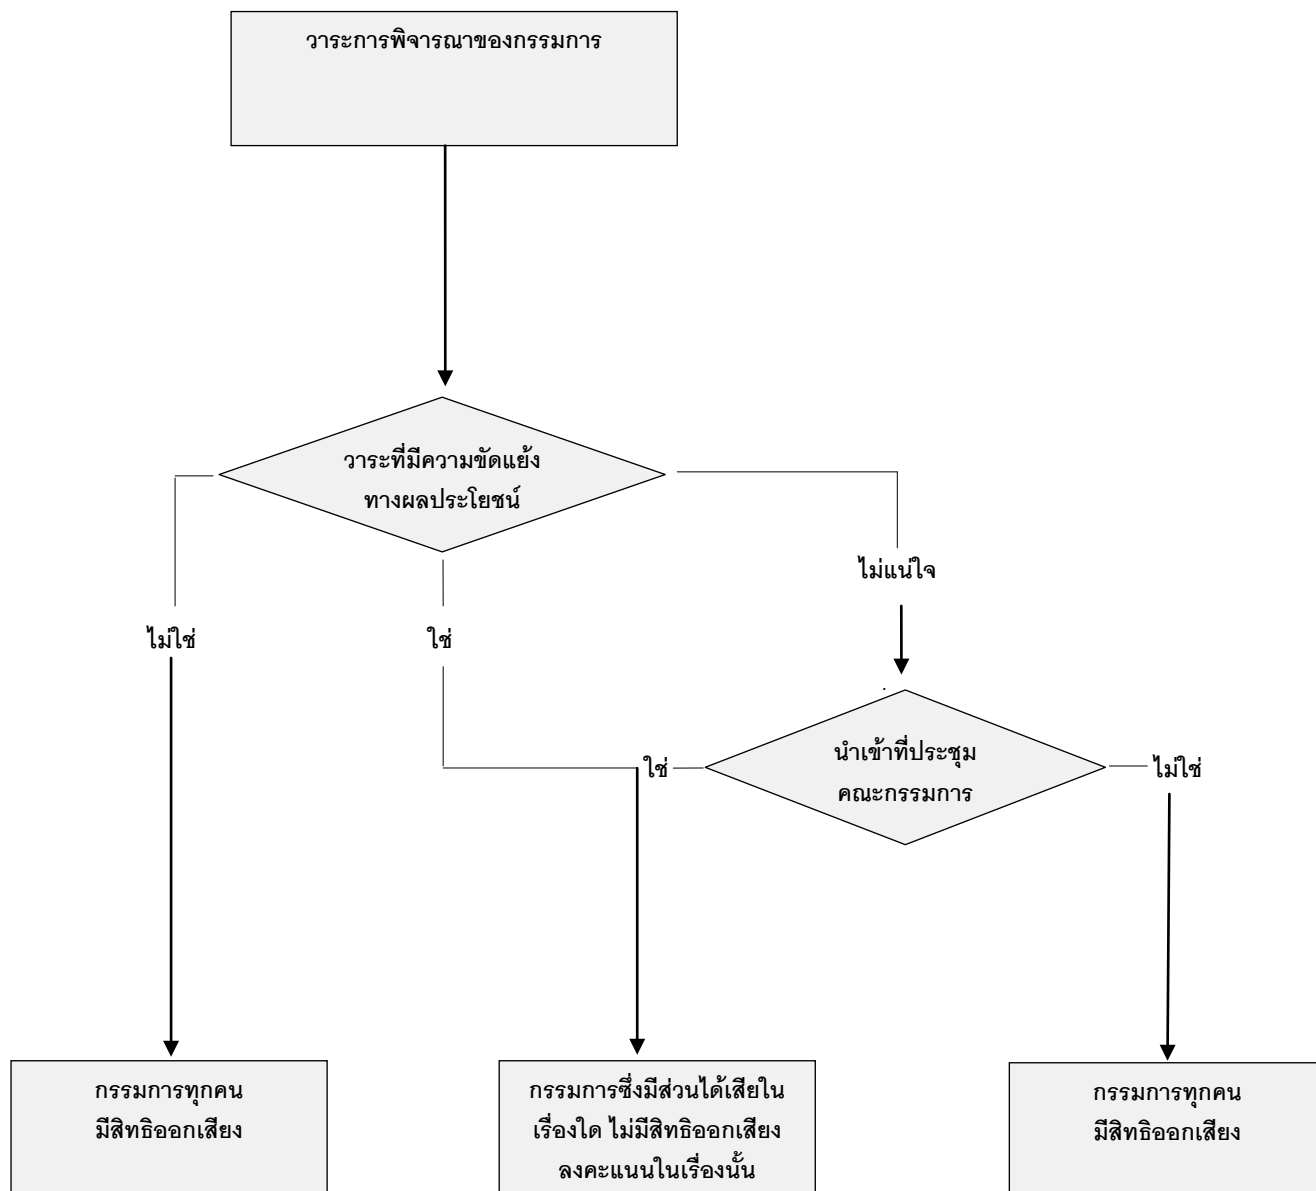 วาระการพิจารณาของกรรมการ
วาระที่มีความขัดแย้ง
ทางผลประโยชน์
ไม่แน่ใจ
ไม่ใช่
ใช่
นำเข้าที่ประชุม
คณะกรรมการ
ใช่
ไม่ใช่
กรรมการทุกคน
มีสิทธิออกเสียง
กรรมการซึ่งมีส่วนได้เสียใน
เรื่องใด ไม่มีสิทธิออกเสียง
ลงคะแนนในเรื่องนั้น
กรรมการทุกคน
มีสิทธิออกเสียง